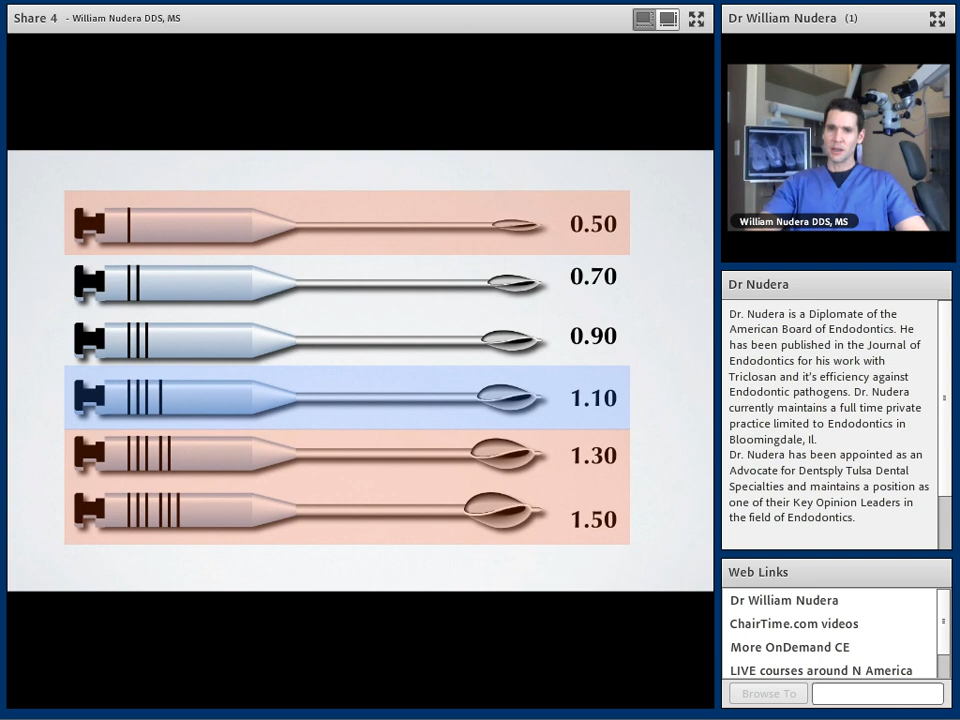 Share 4 - William Nudera DDS, MS
0.50
0.70
0.90
1.10
1.30
1.50
Dr William Nudera (1)
William Nudera DDS, MS
Dr Nudera
Dr. Nudera is a Diplomate of the
American Board of Endodontics. He
has been published in the Journal of
Endodontics for his work with
Triclosan and it's efficiency against
Endodontic pathogens. Dr. Nudera
currently maintains a full time private
practice limited to Endodontics in
Bloomingdale, Il.
Dr. Nudera has been appointed as an
Advocate for Dentsply Tulsa Dental
Specialties and maintains a position as
one of their Key Opinion Leaders in
the field of Endodontics.
Web Links
Dr William Nudera
ChairTime.com videos
More OnDemand CE
LIVE courses around N America
Browse To